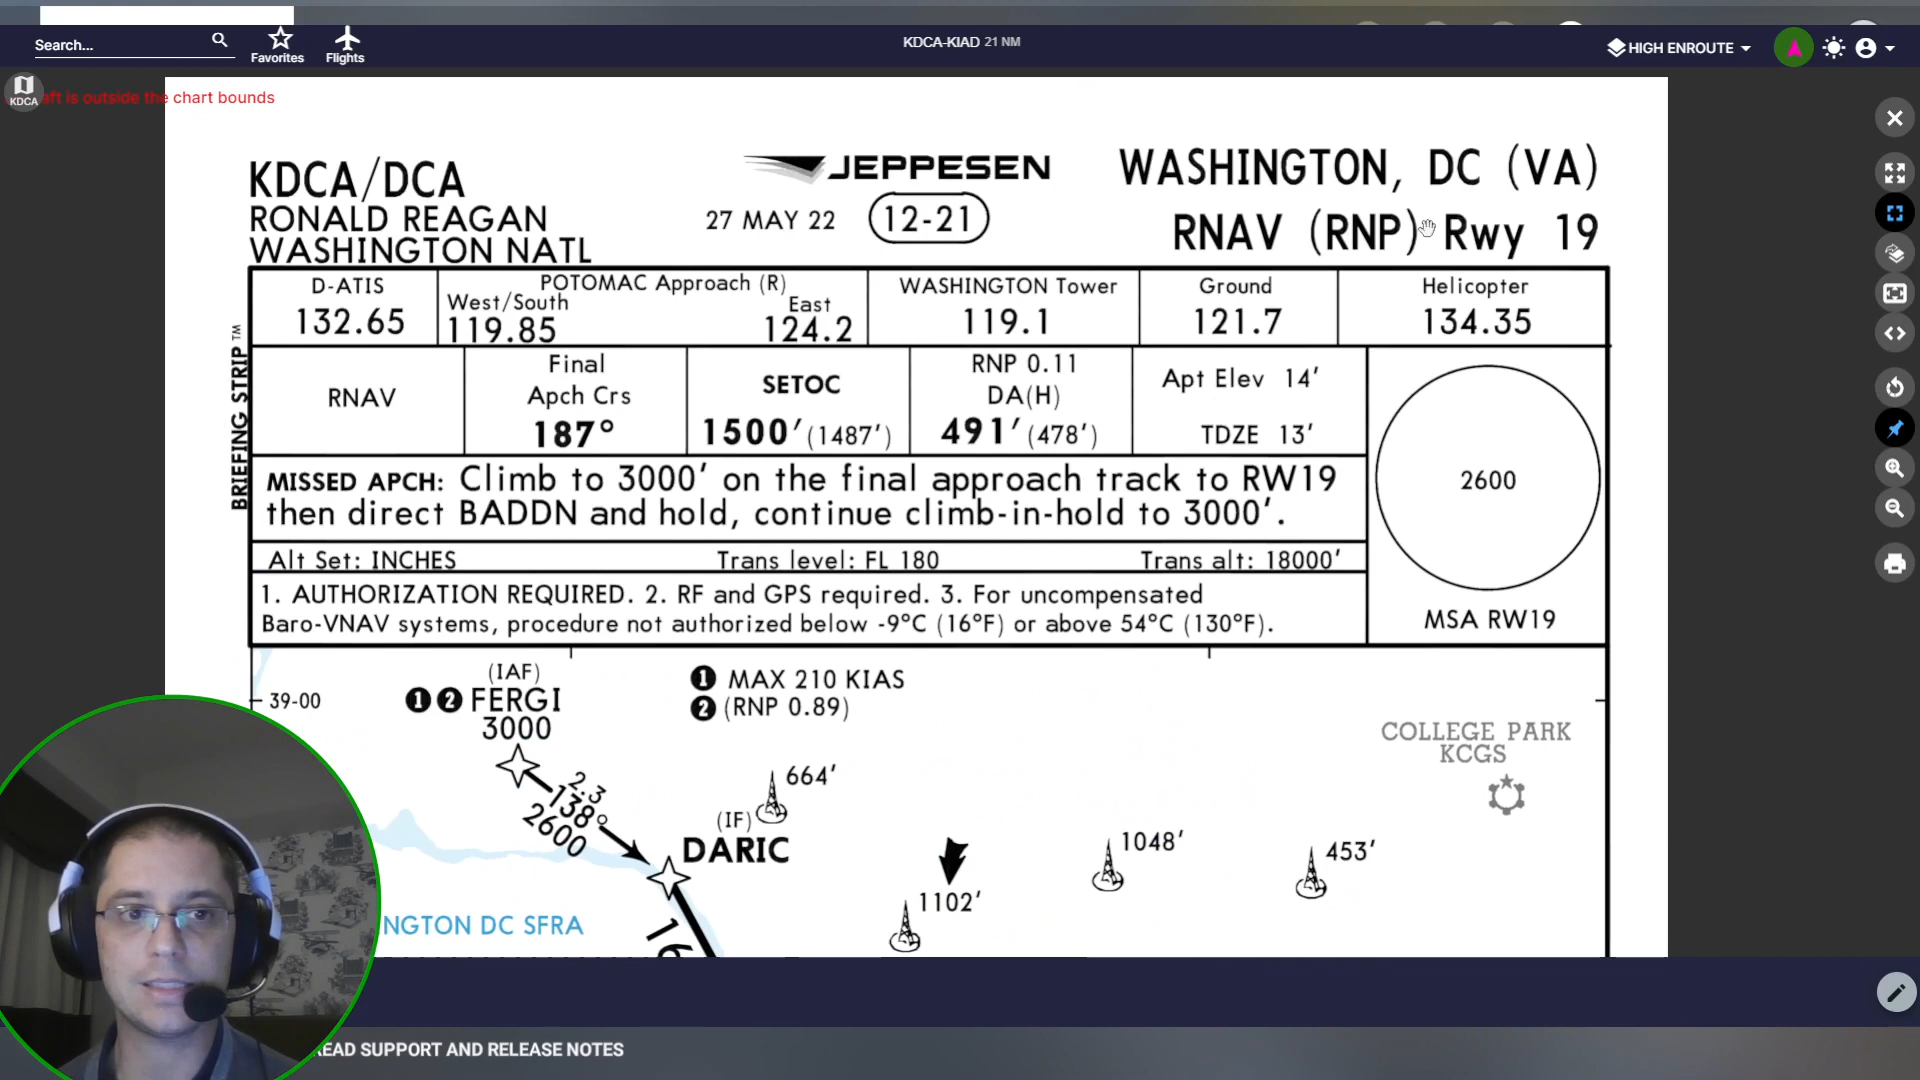 Search...
Favorites
Flights
KDCA-KIAD 21 NM
HIGH ENROUTE
KDCA
aft is outside the chart bounds
KDCA/DCA
RONALD REAGAN
WASHINGTON NATL
JEPPESEN
27 MAY 22
12-21
WASHINGTON, DC (VA)
RNAV (RNP) Rwy 19
BRIEFING STRIP™
D-ATIS
132.65
POTOMAC Approach (R)
West/South
East
119.85
124.2
WASHINGTON Tower
119.1
Ground
121.7
Helicopter
134.35
RNAV
Final
Apch Crs
187°
SETOC
1500' (1487')
RNP 0.11
DA(H)
491' (478')
Apt Elev 14'
TDZE 13'
2600
MSA RW19
MISSED APCH: Climb to 3000' on the final approach track to RW19
then direct BADDN and hold, continue climb-in-hold to 3000'.
Alt Set: INCHES
Trans level: FL 180
Trans alt: 18000'
1. AUTHORIZATION REQUIRED. 2. RF and GPS required. 3. For uncompensated
Baro-VNAV systems, procedure not authorized below -9°C (16°F) or above 54°C (130°F).
39-00
(IAF)
1 2 FERGI
3000
1 MAX 210 KIAS
2 (RNP 0.89)
COLLEGE PARK
KCGS
2.3
138°
2600
664'
(IF)
DARIC
1102'
1048'
453'
16
NGTON DC SFRA
READ SUPPORT AND RELEASE NOTES